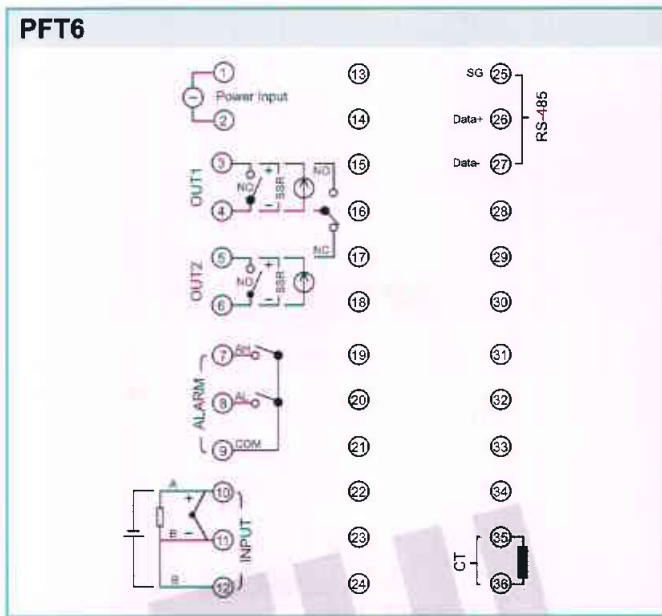 PFT6
1
Power Input
2
OUT1
3
NO
+
-
SSR
NO
4
OUT2
5
NO
+
-
SSR
NC
6
ALARM
7 AH
8 AL
9 COM
A
10
+
-
B
11
INPUT
B
12
13
14
15
16
17
18
19
20
21
22
23
24
SG 25
Data+ 26
Data- 27
RS-485
28
29
30
31
32
33
34
35
CT
36